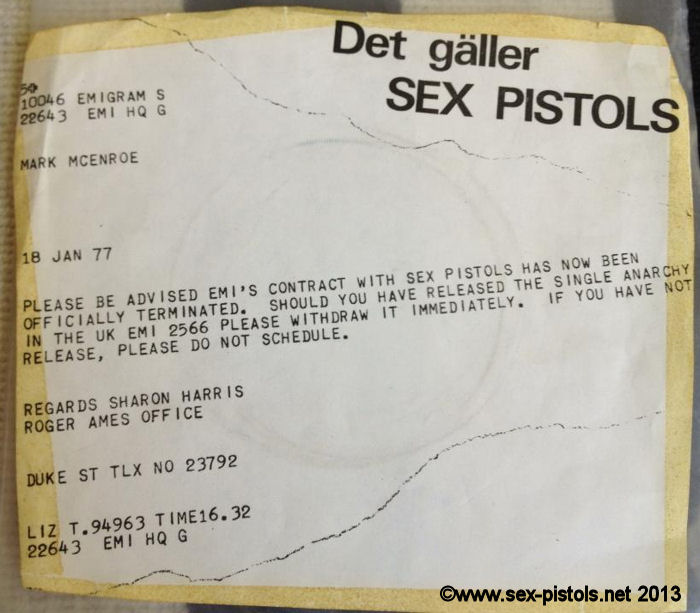 Det gäller
SEX PISTOLS
10046 EMIGRAM S
22643 EMI HQ G
MARK MCENROE
18 JAN 77
PLEASE BE ADVISED EMI'S CONTRACT WITH SEX PISTOLS HAS NOW BEEN
OFFICIALLY TERMINATED. SHOULD YOU HAVE RELEASED THE SINGLE ANARCHY
IN THE UK EMI 2566 PLEASE WITHDRAW IT IMMEDIATELY. IF YOU HAVE NOT
RELEASE, PLEASE DO NOT SCHEDULE.
REGARDS SHARON HARRIS
ROGER AMES OFFICE
DUKE ST TLX NO 23792
LIZ T.94963 TIME16.32
22643 EMI HQ G
©www.sex-pistols.net 2013